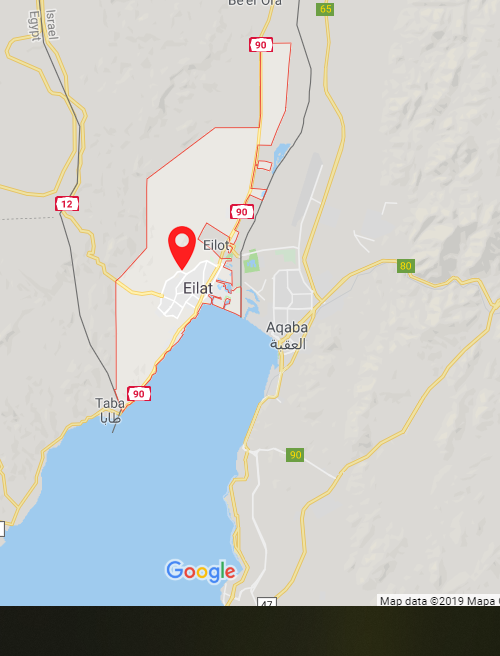 Be'er Ora
65
Israel
Egypt
90
12
90
Eilot
80
Eilat
Aqaba
العقبة
90
Taba
طابا
90
Google
47
Map data ©2019 Mapa